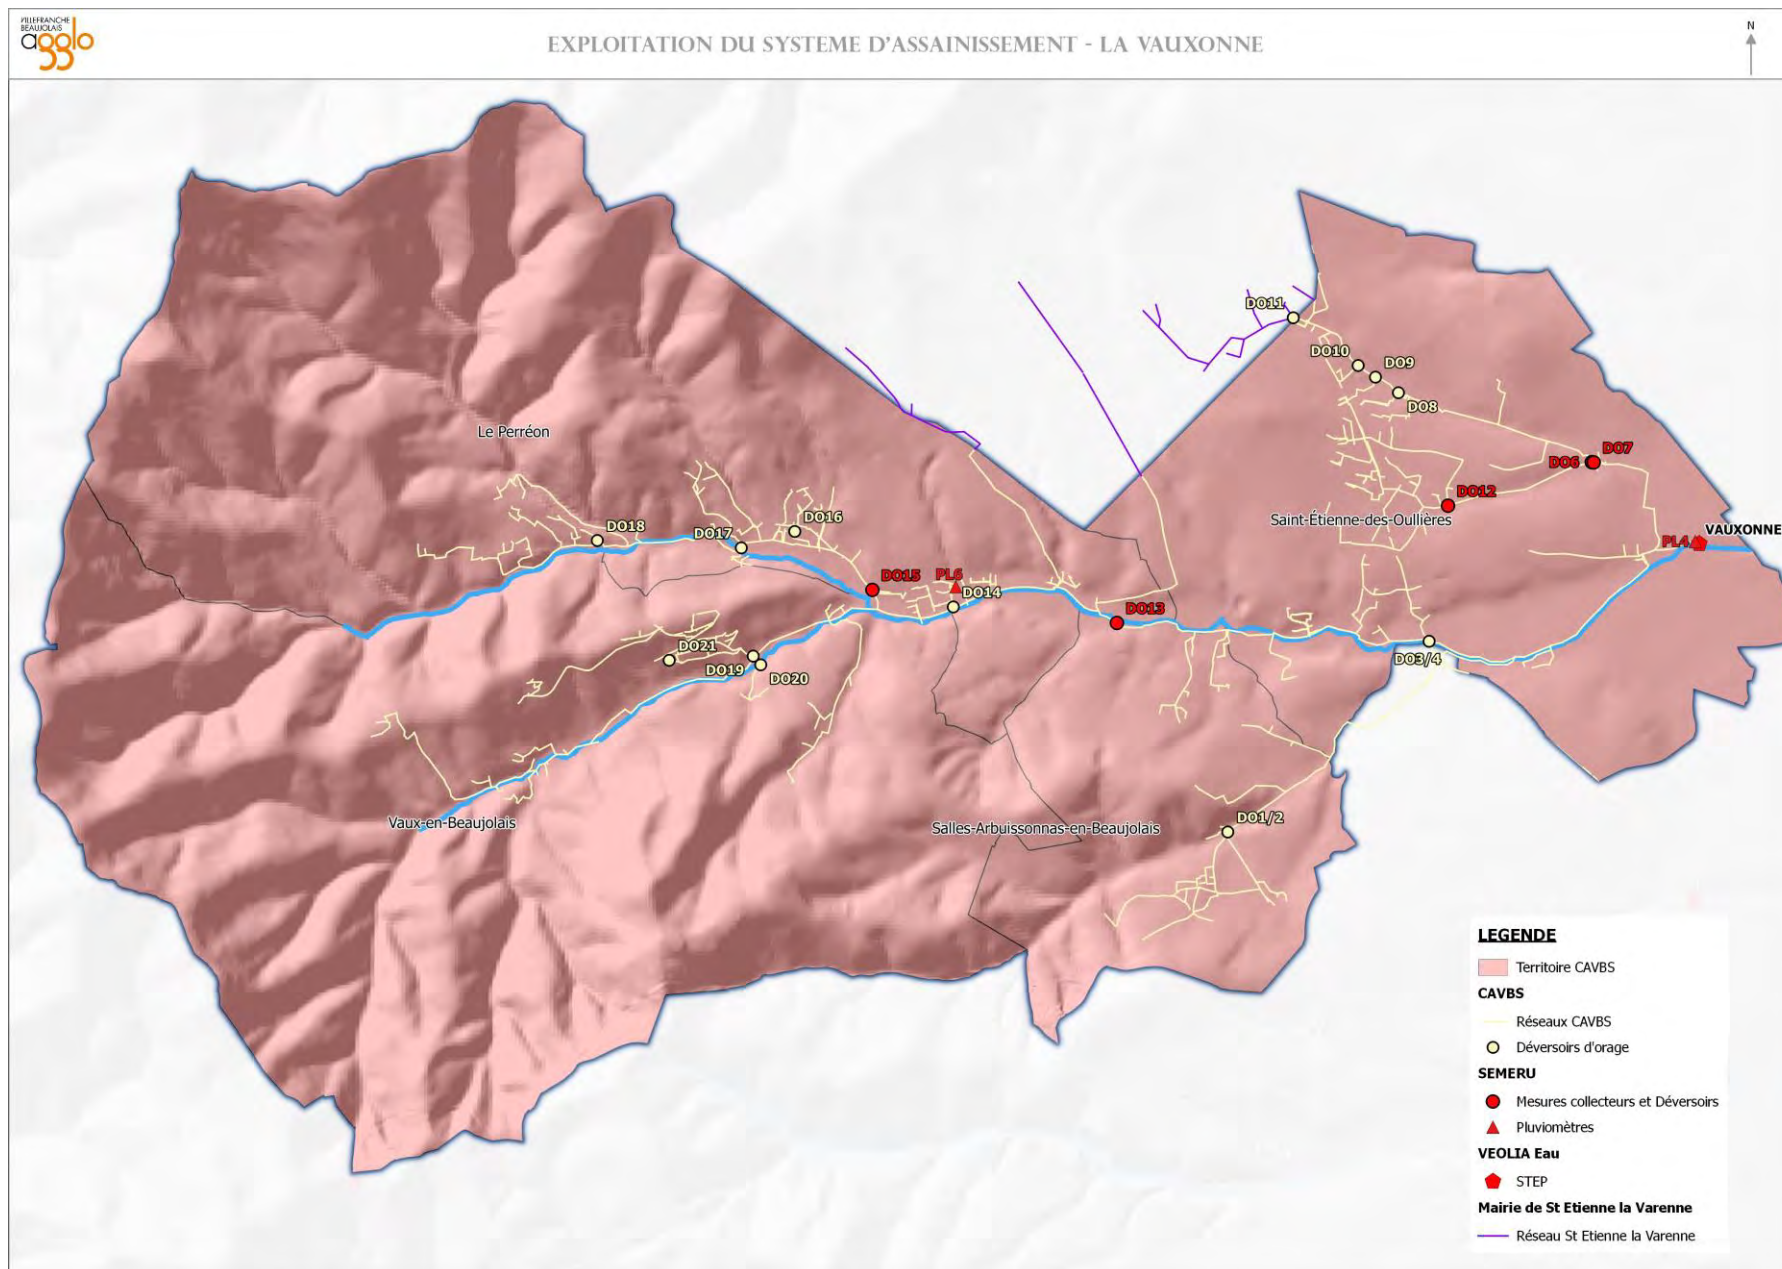 VILLEFRANCHE
BEAUJOLAIS
agglo
EXPLOITATION DU SYSTEME D'ASSAINISSEMENT - LA VAUXONNE
N
DO11
DO10
DO9
DO8
DO7
DO6
DO12
Le Perréon
Saint-Étienne-des-Oullières
DO18
DO17
DO16
VAUXONNE
PL4
DO15
PL6
DO14
DO13
DO21
DO19
DO20
DO3/4
Vaux-en-Beaujolais
Salles-Arbuissonnas-en-Beaujolais
DO1/2
LEGENDE
Territoire CAVBS
CAVBS
Réseaux CAVBS
Déversoirs d'orage
SEMERU
Mesures collecteurs et Déversoirs
Pluviomètres
VEOLIA Eau
STEP
Mairie de St Etienne la Varenne
Réseau St Etienne la Varenne